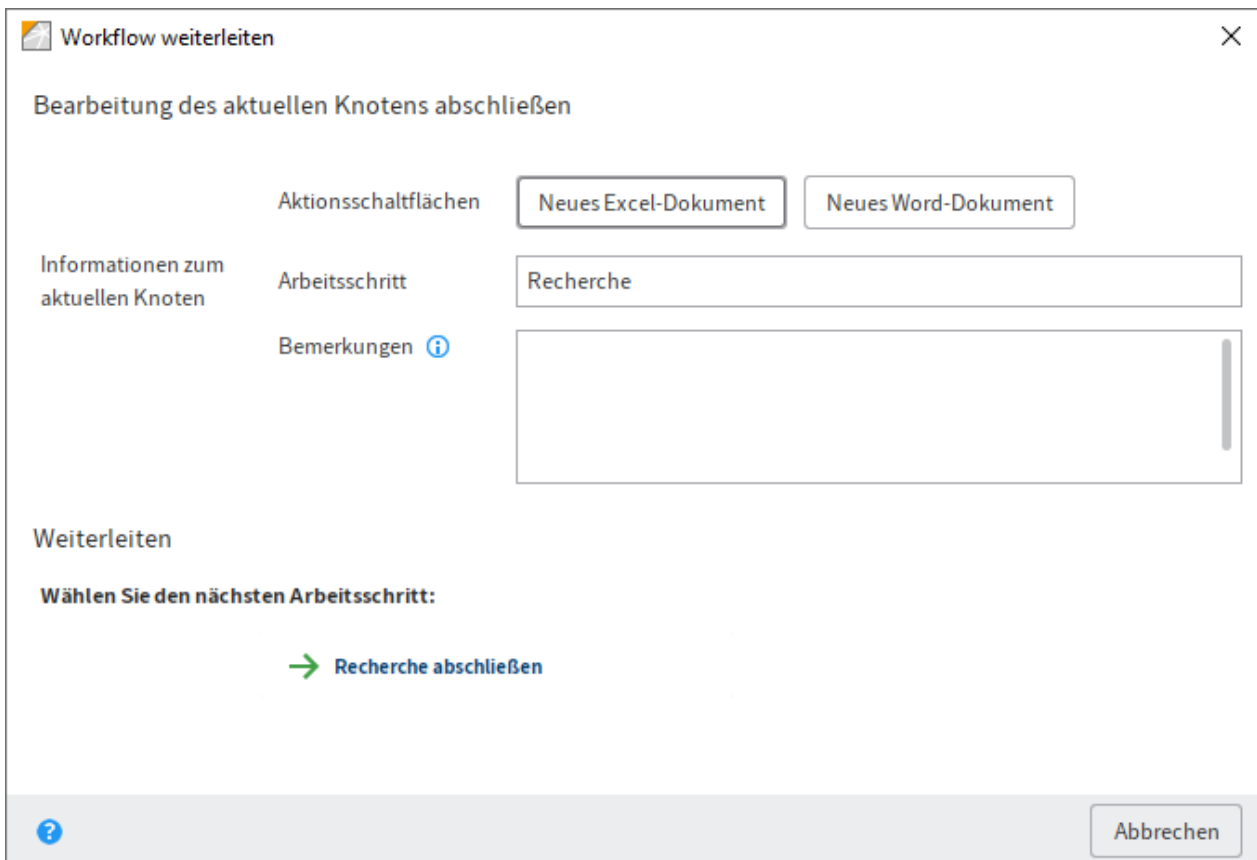 Workflow weiterleiten
Bearbeitung des aktuellen Knotens abschließen
Aktionsschaltflächen
Neues Excel-Dokument
Neues Word-Dokument
Informationen zum
aktuellen Knoten
Arbeitsschritt
Recherche
Bemerkungen
Weiterleiten
Wählen Sie den nächsten Arbeitsschritt:
Recherche abschließen
Abbrechen